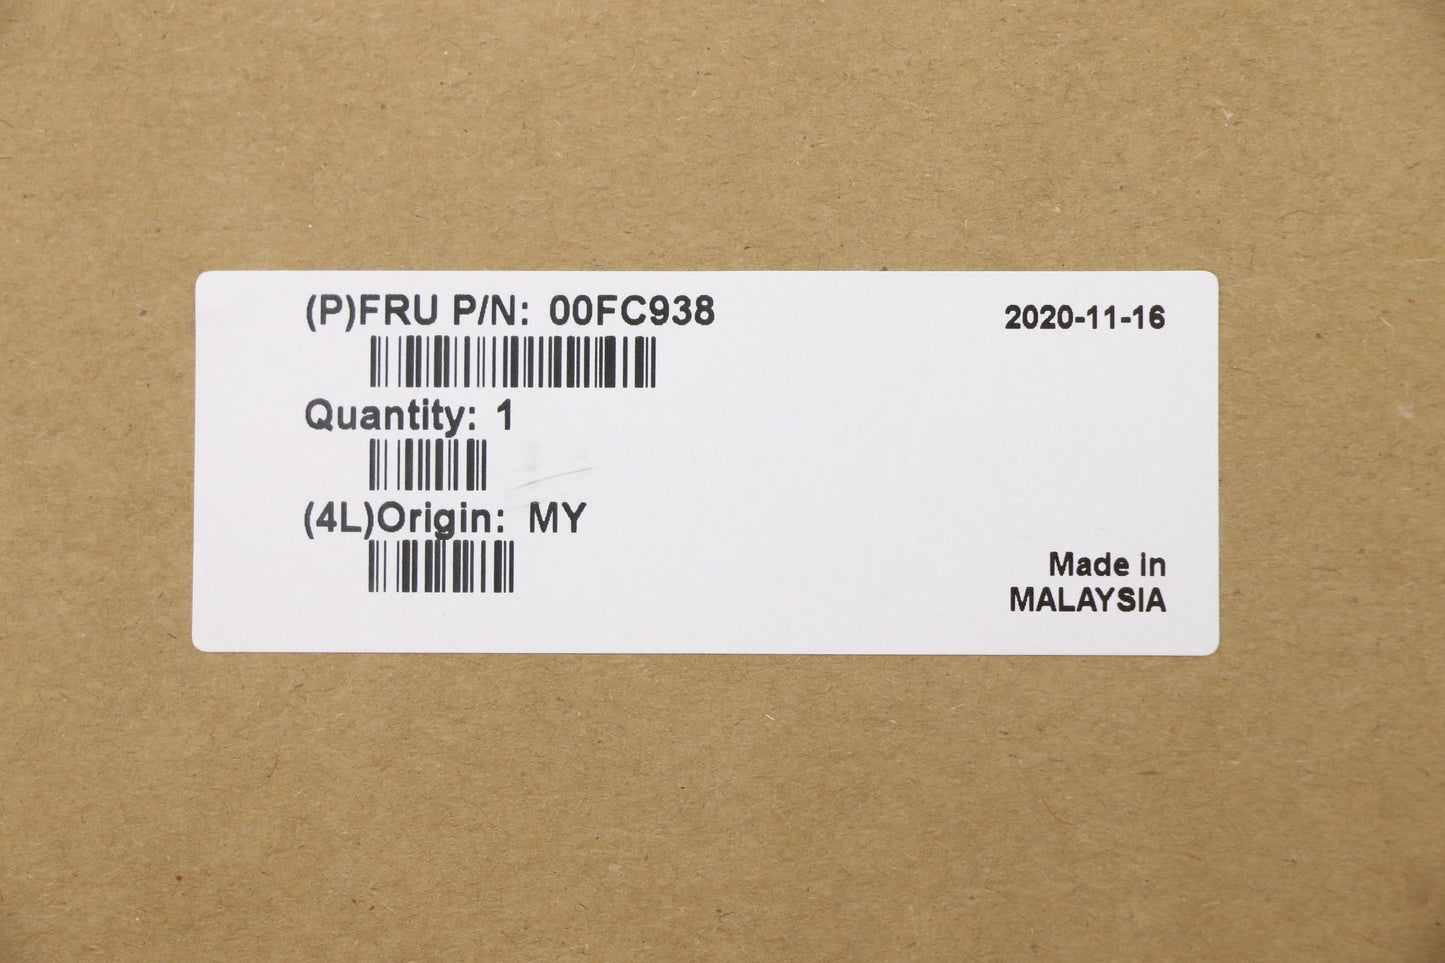 (P)FRU P/N: 00FC938
2020-11-16
Quantity: 1
(4L)Origin: MY
Made in
MALAYSIA